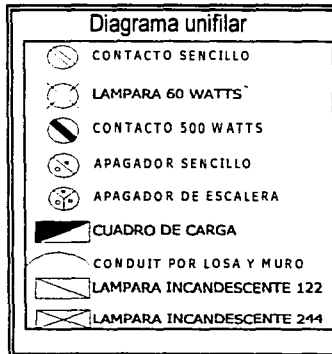 Diagrama unifilar
CONTACTO SENCILLO
LAMPARA 60 WATTS
CONTACTO 500 WATTS
APAGADOR SENCILLO
APAGADOR DE ESCALERA
CUADRO DE CARGA
CONDUIT POR LOSA Y MURO
LAMPARA INCANDESCENTE 122
LAMPARA INCANDESCENTE 244